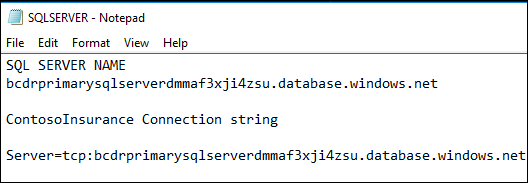 SQLSERVER - Notepad
File Edit Format View Help
SQL SERVER NAME
bcdrprimarysqlserverdmmaf3xji4zsu.database.windows.net
ContosoInsurance Connection string
Server=tcp:bcdrprimarysqlserverdmmaf3xji4zsu.database.windows.net